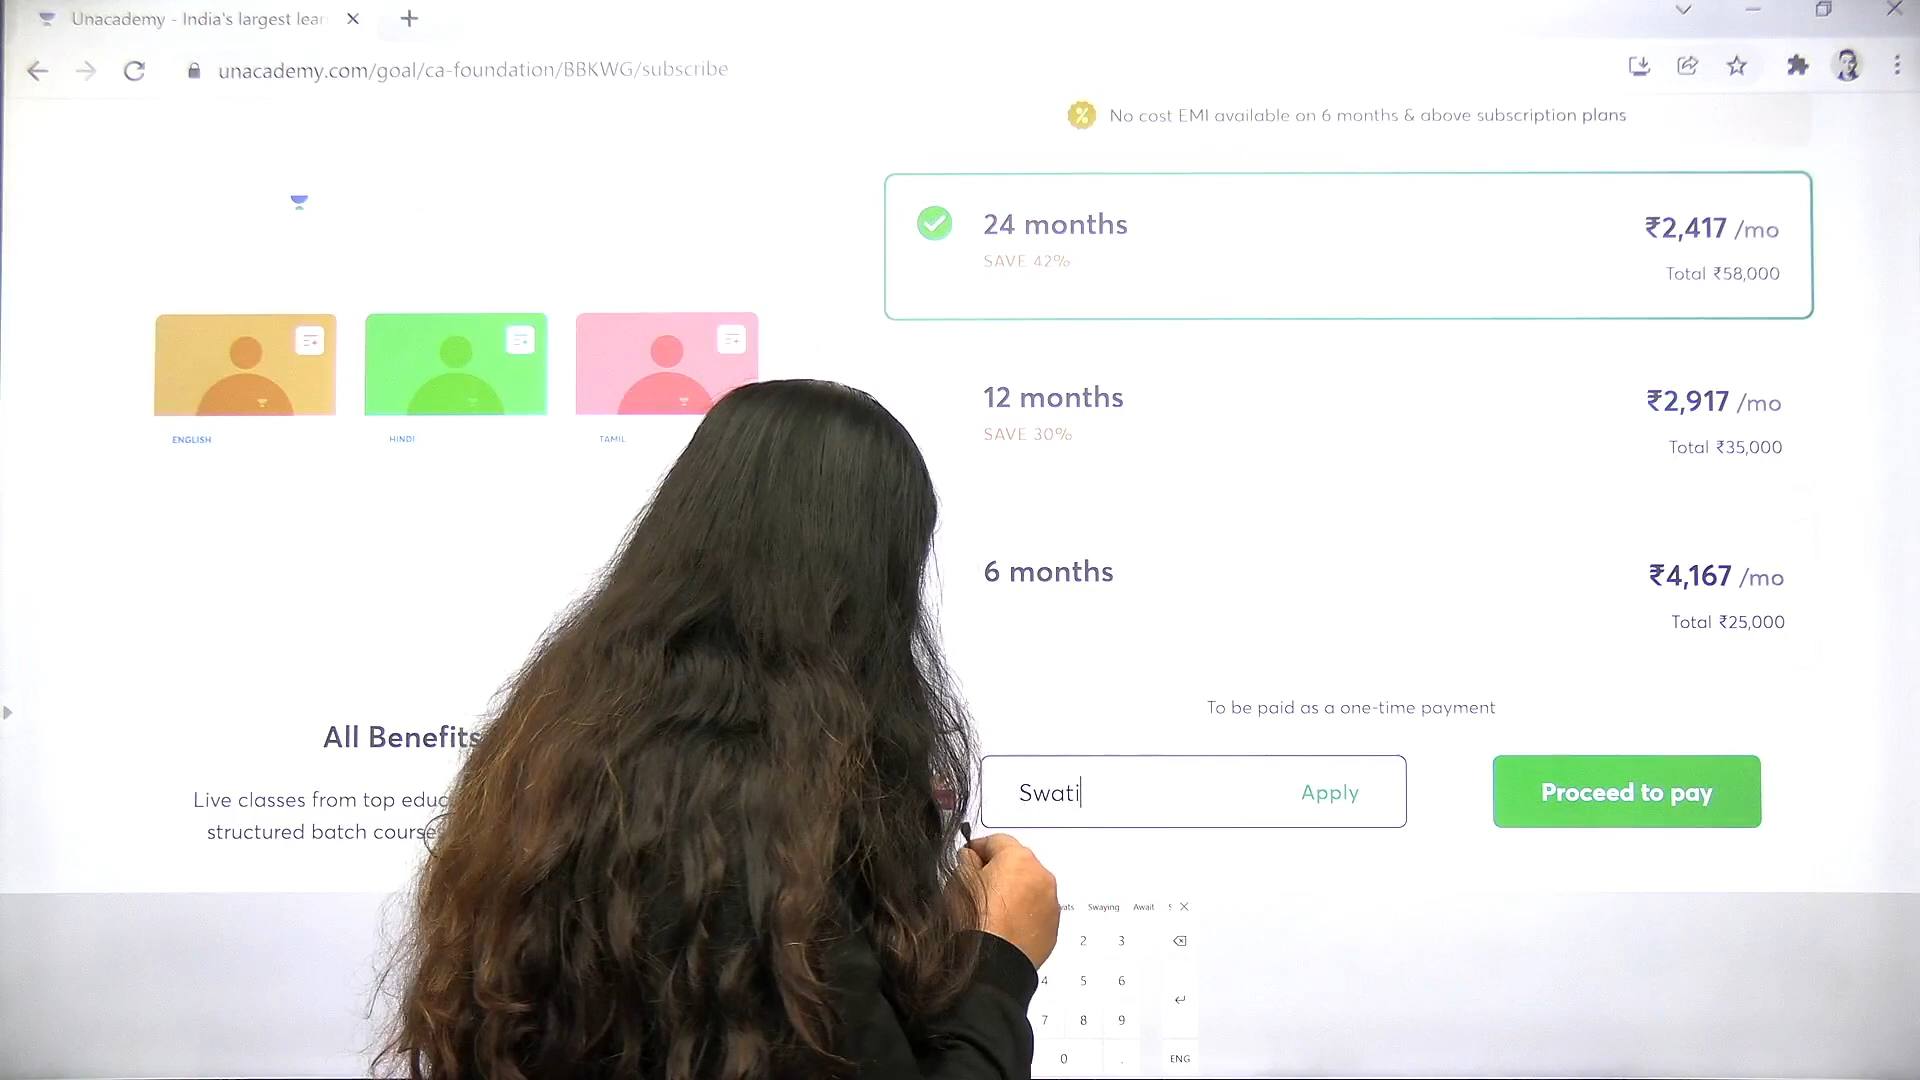 Unacademy - India's largest lear
unacademy.com/goal/ca-foundation/BBKWG/subscribe
No cost EMI available on 6 months & above subscription plans
24 months
SAVE 42%
₹2,417 /mo
Total ₹58,000
12 months
SAVE 30%
₹2,917 /mo
Total ₹35,000
6 months
₹4,167 /mo
Total ₹25,000
ENGLISH
HINDI
TAMIL
All Benefits
Live classes from top educ
structured batch course
To be paid as a one-time payment
Swati
Apply
Proceed to pay
Swaying Await
2 3
4 5 6
7 8 9
0 .
ENG